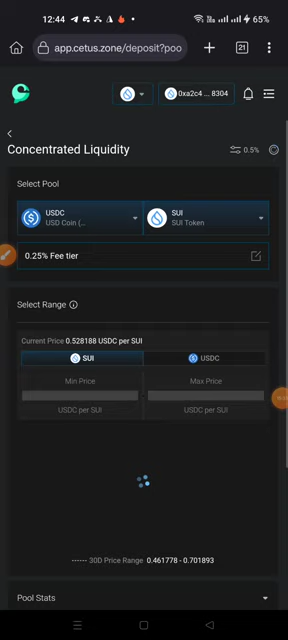 12:44
65%
app.cetus.zone/deposit?poo
21
0xa2c4 ... 8304
Concentrated Liquidity
0.5%
Select Pool
USDC
USD Coin (...
SUI
SUI Token
0.25% Fee tier
Select Range
Current Price 0.528188 USDC per SUI
SUI
USDC
Min Price
Max Price
USDC per SUI
USDC per SUI
30D Price Range 0.461778 - 0.701893
Pool Stats